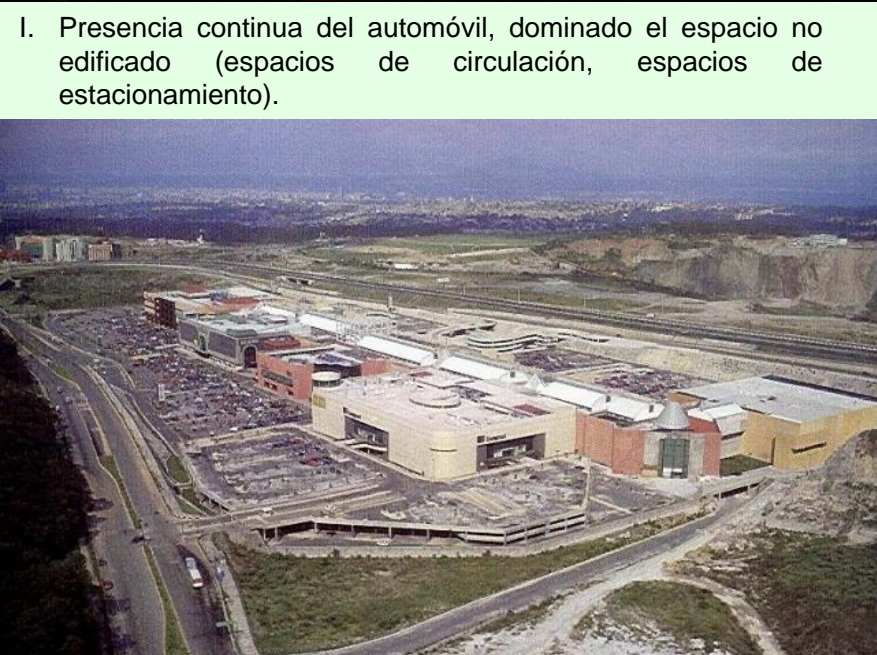 I. Presencia continua del automóvil, dominado el espacio no
edificado (espacios de circulación, espacios de
estacionamiento).